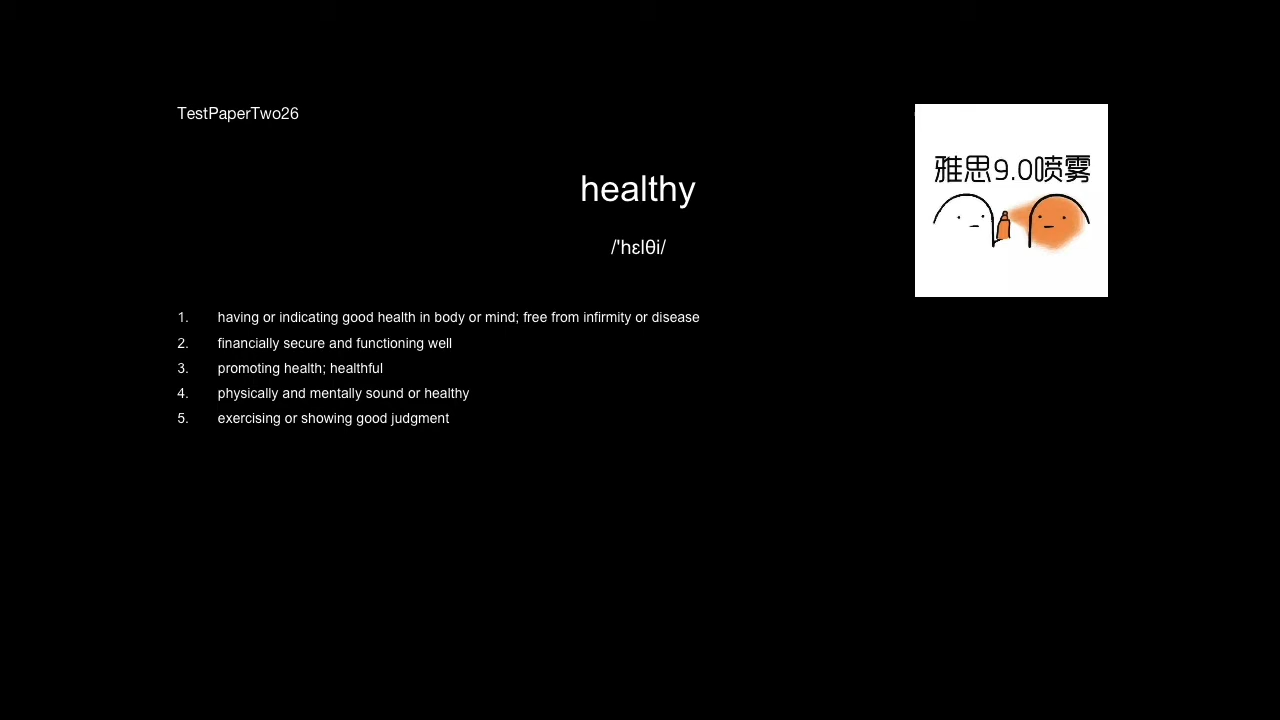 TestPaperTwo26
雅思9.0喷雾
healthy
/'hɛlθi/
1. having or indicating good health in body or mind; free from infirmity or disease
2. financially secure and functioning well
3. promoting health; healthful
4. physically and mentally sound or healthy
5. exercising or showing good judgment